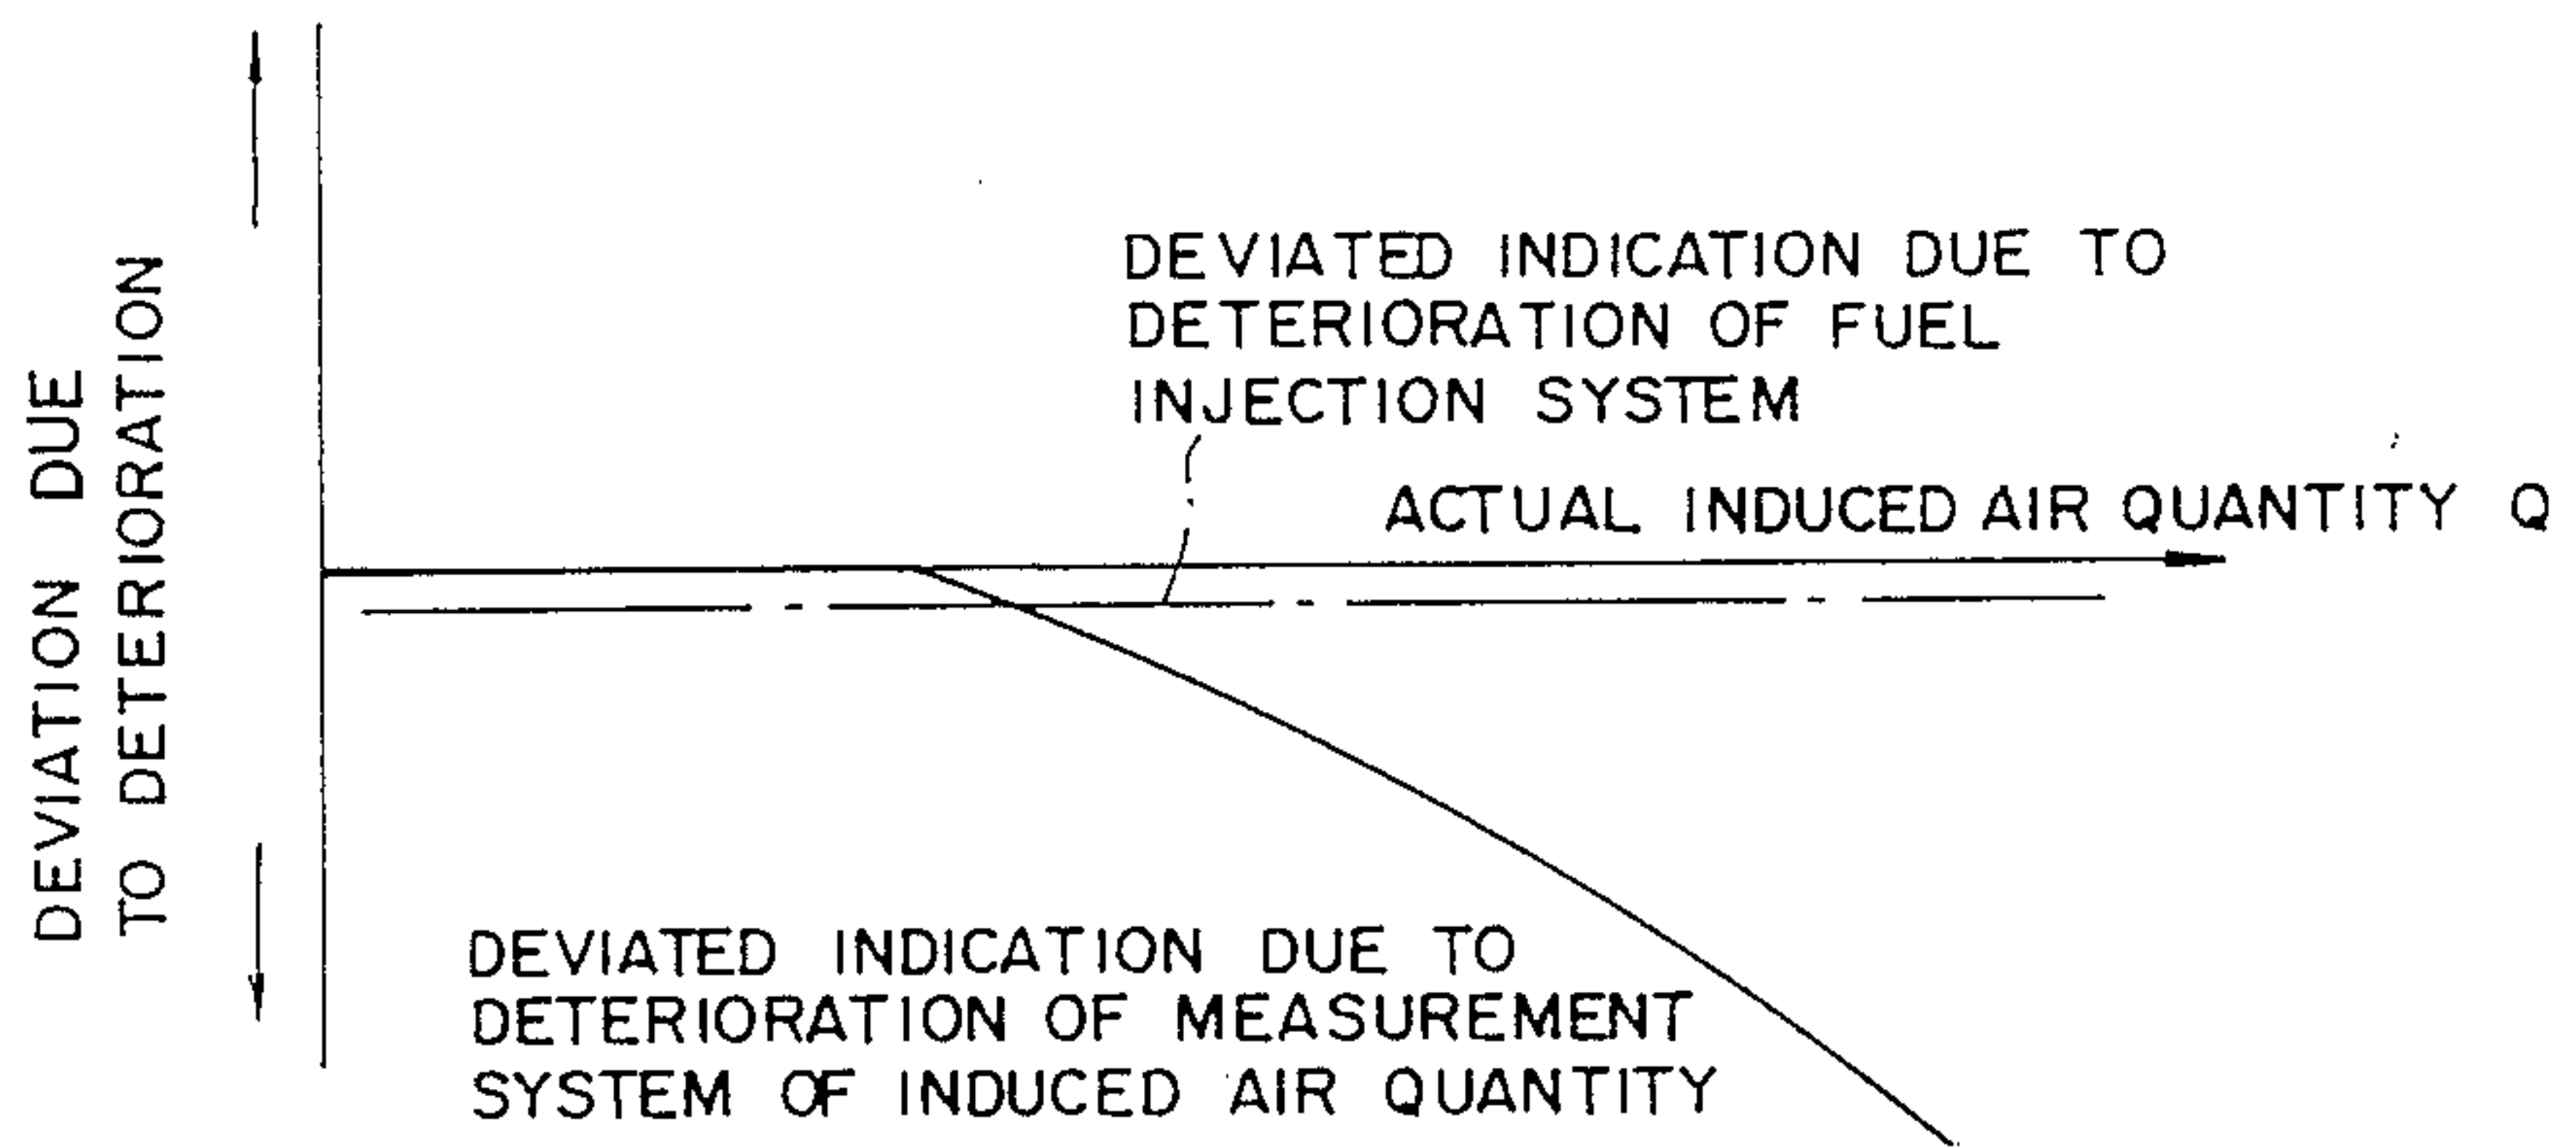 DEVIATION DUE
TO DETERIORATION
DEVIATED INDICATION DUE TO
DETERIORATION OF FUEL
INJECTION SYSTEM
ACTUAL INDUCED AIR QUANTITY Q
DEVIATED INDICATION DUE TO
DETERIORATION OF MEASUREMENT
SYSTEM OF INDUCED AIR QUANTITY